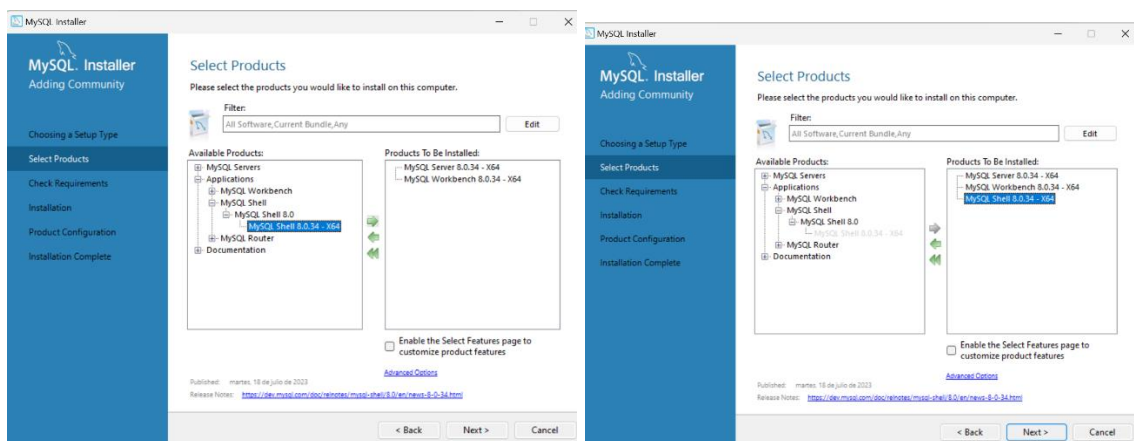 MySQL Installer
MySQL. Installer
Adding Community
Choosing a Setup Type
Select Products
Check Requirements
Installation
Product Configuration
Installation Complete
Select Products
Please select the products you would like to install on this computer.
Filter:
All Software,Current Bundle,Any
Edit
Available Products:
MySQL Servers
Applications
MySQL Workbench
MySQL Shell
MySQL Shell 8.0
MySQL Shell 8.0.34 - X64
MySQL Router
Documentation
Products To Be Installed:
MySQL Server 8.0.34 - X64
MySQL Workbench 8.0.34 - X64
Enable the Select Features page to
customize product features
Advanced Options
Published: martes, 18 de julio de 2023
Release Notes: https://dev.mysql.com/doc/relnotes/mysql-shell/8.0/en/news-8-0-34.html
< Back Next > Cancel
MySQL Installer
MySQL. Installer
Adding Community
Choosing a Setup Type
Select Products
Check Requirements
Installation
Product Configuration
Installation Complete
Select Products
Please select the products you would like to install on this computer.
Filter:
All Software,Current Bundle,Any
Edit
Available Products:
MySQL Servers
Applications
MySQL Workbench
MySQL Shell
MySQL Shell 8.0
MySQL Shell 8.0.34 - X64
MySQL Router
Documentation
Products To Be Installed:
MySQL Server 8.0.34 - X64
MySQL Workbench 8.0.34 - X64
MySQL Shell 8.0.34 - X64
Enable the Select Features page to
customize product features
Advanced Options
Published: martes, 18 de julio de 2023
Release Notes: https://dev.mysql.com/doc/relnotes/mysql-shell/8.0/en/news-8-0-34.html
< Back Next > Cancel